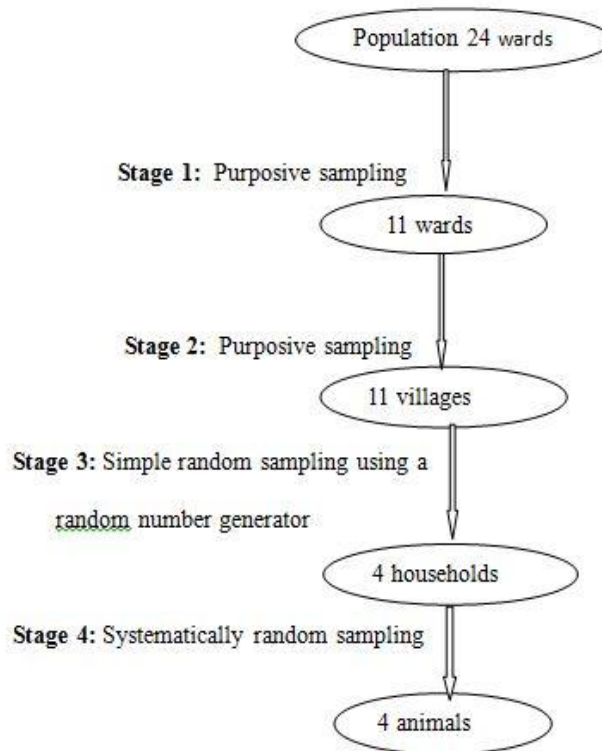 Population 24 wards
Stage 1: Purposive sampling
11 wards
Stage 2: Purposive sampling
11 villages
Stage 3: Simple random sampling using a
random number generator
4 households
Stage 4: Systematically random sampling
4 animals